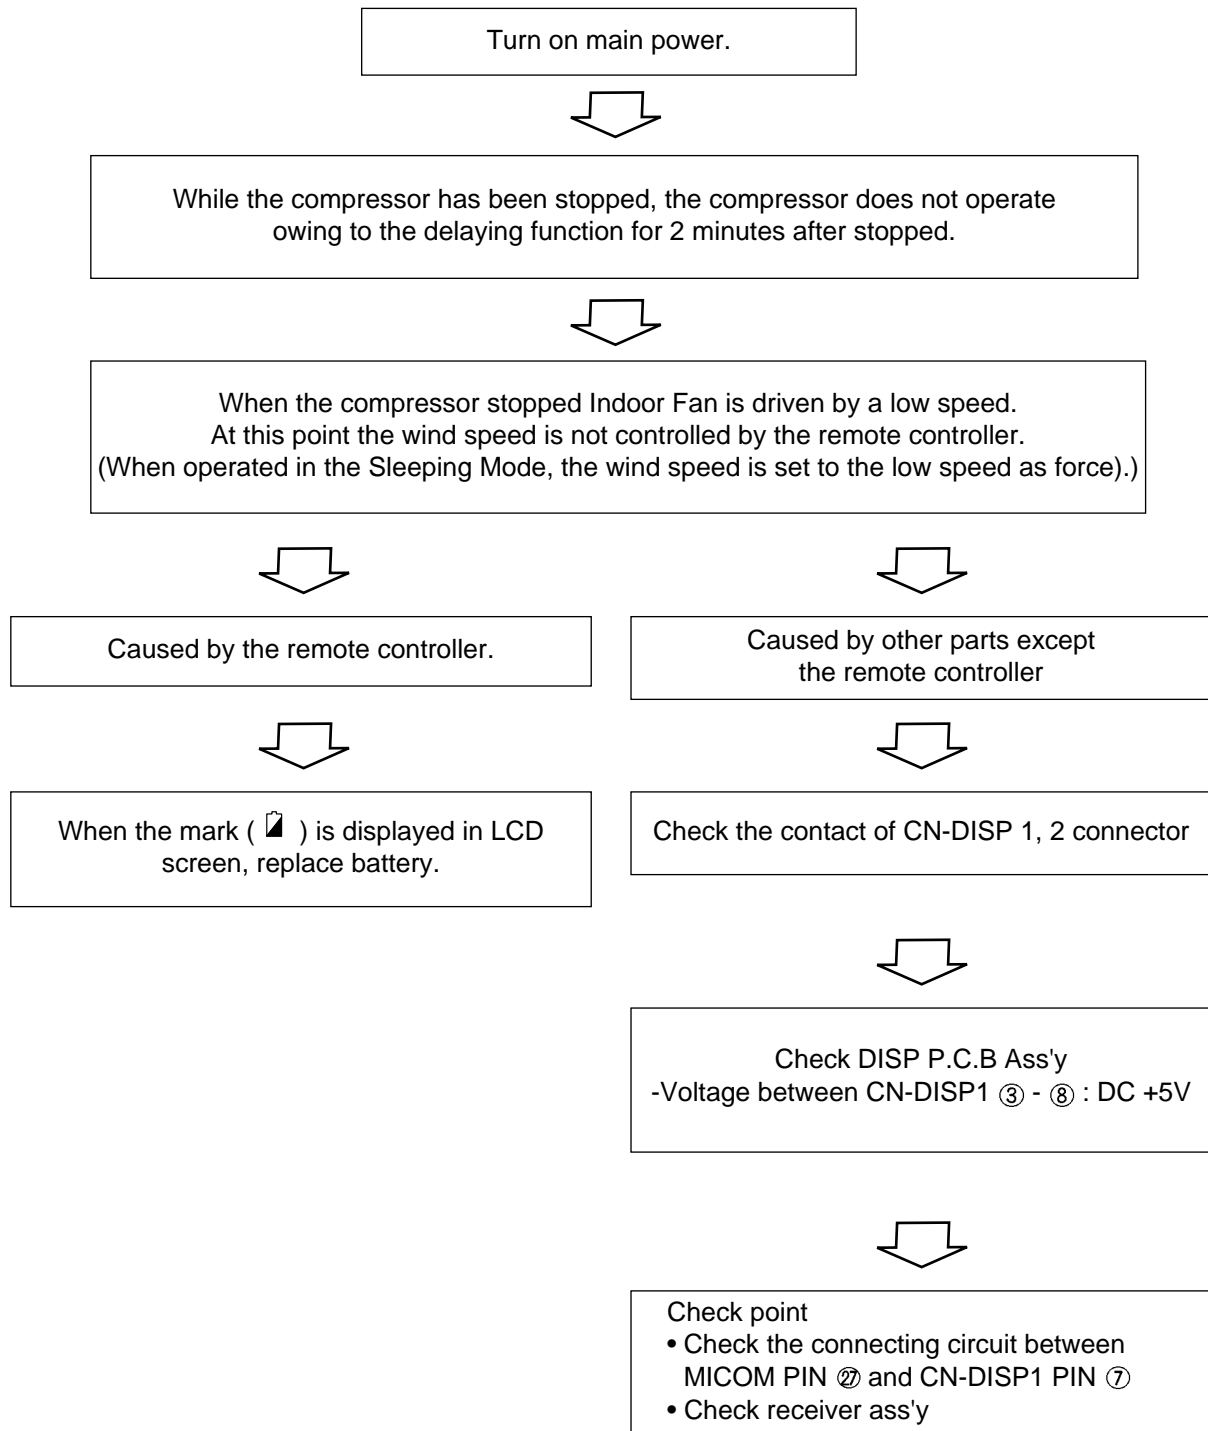 Turn on main power.
While the compressor has been stopped, the compressor does not operate
owing to the delaying function for 2 minutes after stopped.
When the compressor stopped Indoor Fan is driven by a low speed.
At this point the wind speed is not controlled by the remote controller.
(When operated in the Sleeping Mode, the wind speed is set to the low speed as force).)
Caused by the remote controller.
Caused by other parts except
the remote controller
When the mark ( ) is displayed in LCD
screen, replace battery.
Check the contact of CN-DISP 1, 2 connector
Check DISP P.C.B Ass'y
-Voltage between CN-DISP1 ③ - ⑧ : DC +5V
Check point
• Check the connecting circuit between
MICOM PIN ㉗ and CN-DISP1 PIN ⑦
• Check receiver ass'y